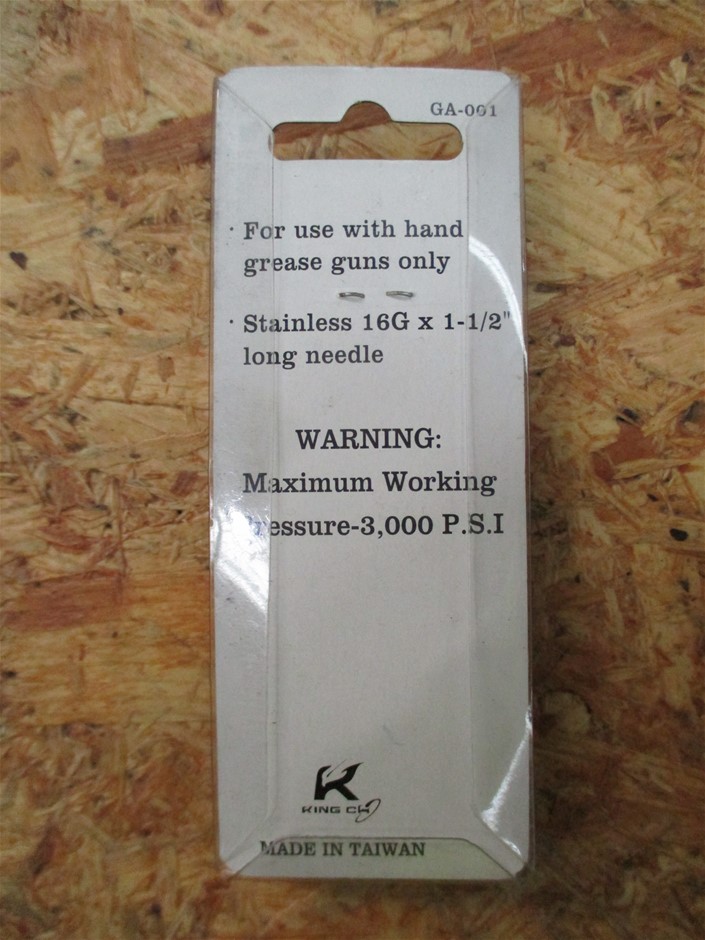 GA-001
· For use with hand
grease guns only
· Stainless 16G x 1-1/2"
long needle
WARNING:
Maximum Working
Pressure-3,000 P.S.I
KING
MADE IN TAIWAN